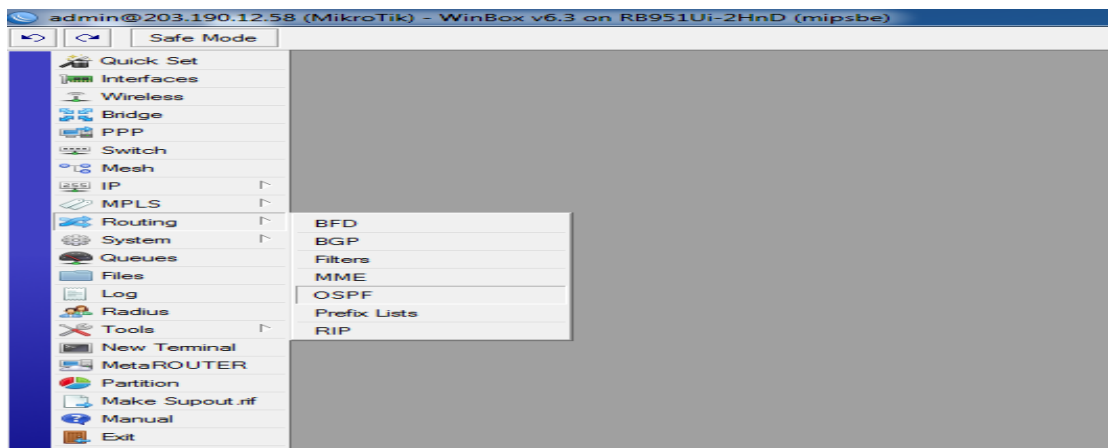 admin@203.190.12.58 (MikroTik) - WinBox v6.3 on RB951Ui-2HnD (mipsbe)
Safe Mode
Quick Set
Interfaces
Wireless
Bridge
PPP
Switch
Mesh
IP
MPLS
Routing
System
Queues
Files
Log
Radius
Tools
New Terminal
MetaROUTER
Partition
Make Supout.rif
Manual
Exit
BFD
BGP
Filters
MME
OSPF
Prefix Lists
RIP